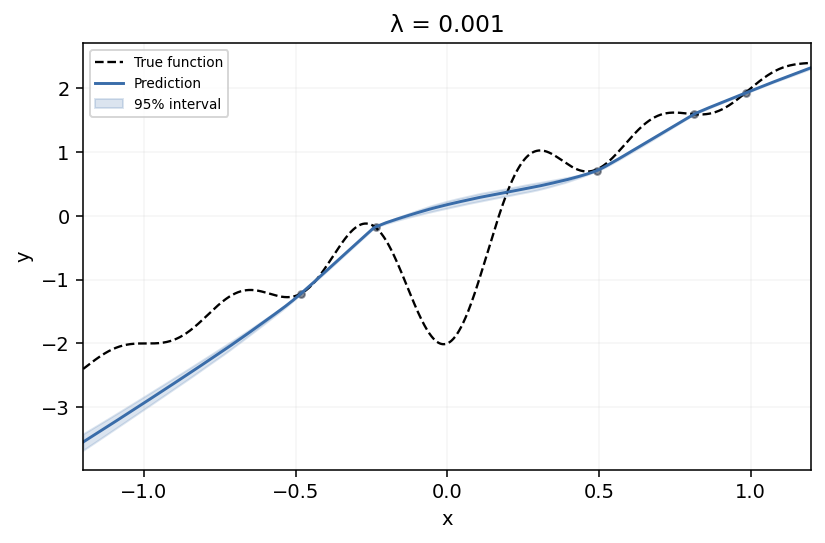 λ = 0.001
True function
Prediction
95% interval
2
1
0
−1
−2
−3
y
−1.0 −0.5 0.0 0.5 1.0
x